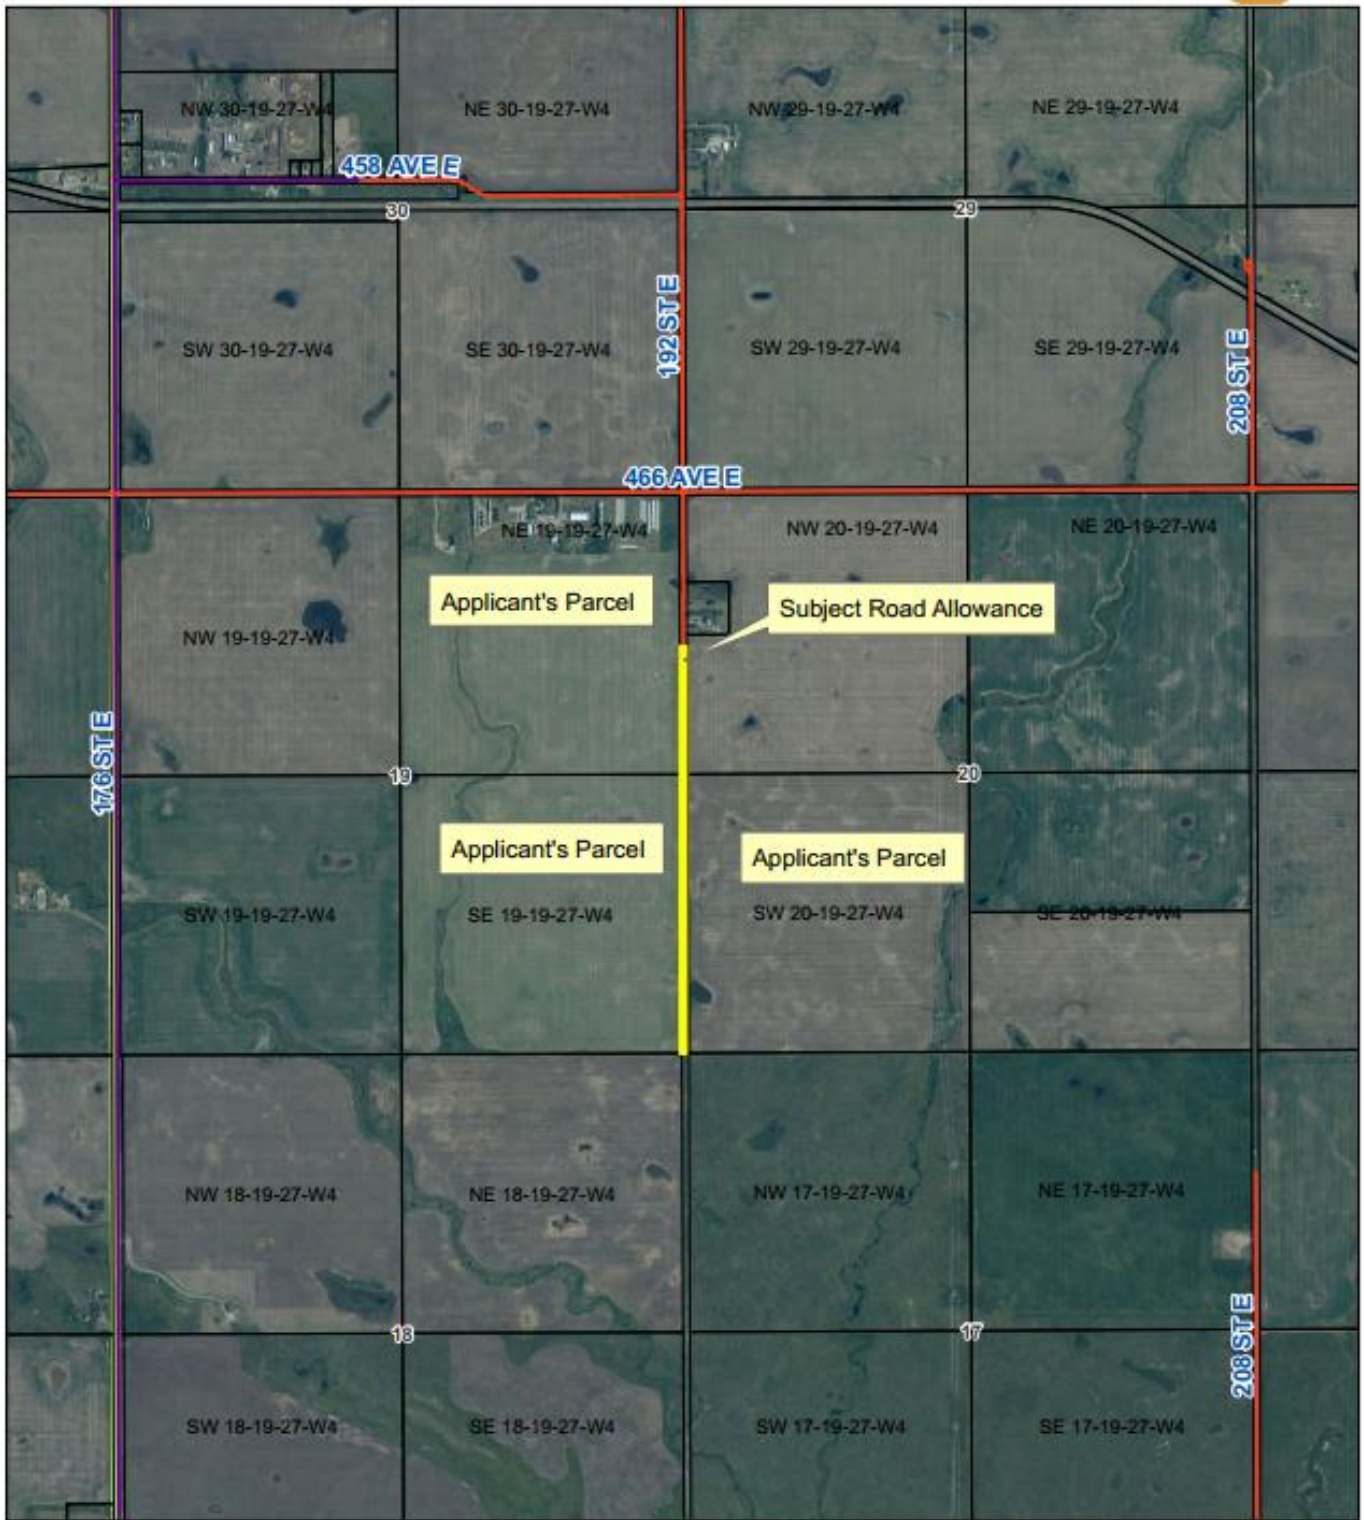 NW 30-19-27-W4
NE 30-19-27-W4
NW 29-19-27-W4
NE 29-19-27-W4
458 AVE E
30
29
192 ST E
SW 30-19-27-W4
SE 30-19-27-W4
SW 29-19-27-W4
SE 29-19-27-W4
208 ST E
466 AVE E
NE 19-19-27-W4
NW 20-19-27-W4
NE 20-19-27-W4
Applicant's Parcel
Subject Road Allowance
NW 19-19-27-W4
176 ST E
19
20
Applicant's Parcel
Applicant's Parcel
SW 19-19-27-W4
SE 19-19-27-W4
SW 20-19-27-W4
SE 20-19-27-W4
NW 18-19-27-W4
NE 18-19-27-W4
NW 17-19-27-W4
NE 17-19-27-W4
18
17
208 ST E
SW 18-19-27-W4
SE 18-19-27-W4
SW 17-19-27-W4
SE 17-19-27-W4